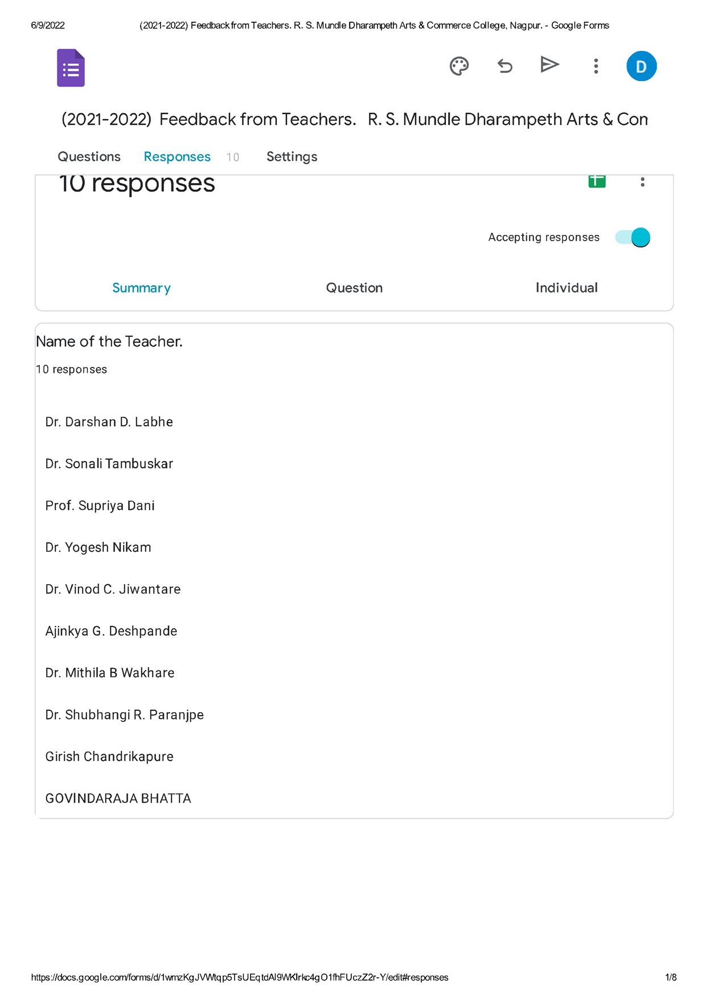 6/9/2022
(2021-2022) Feedback from Teachers. R. S. Mundle Dharampeth Arts & Commerce College, Nagpur. - Google Forms
D
(2021-2022) Feedback from Teachers. R. S. Mundle Dharampeth Arts & Con
Questions Responses 10 Settings
10 responses
Accepting responses
Summary Question Individual
Name of the Teacher.
10 responses
Dr. Darshan D. Labhe
Dr. Sonali Tambuskar
Prof. Supriya Dani
Dr. Yogesh Nikam
Dr. Vinod C. Jiwantare
Ajinkya G. Deshpande
Dr. Mithila B Wakhare
Dr. Shubhangi R. Paranjpe
Girish Chandrikapure
GOVINDARAJA BHATTA
https://docs.google.com/forms/d/1wmzKgJVWtqp5TsUEqtdAl9WKlrkc4gO1fhFUczZ2r-Y/edit#responses
1/8